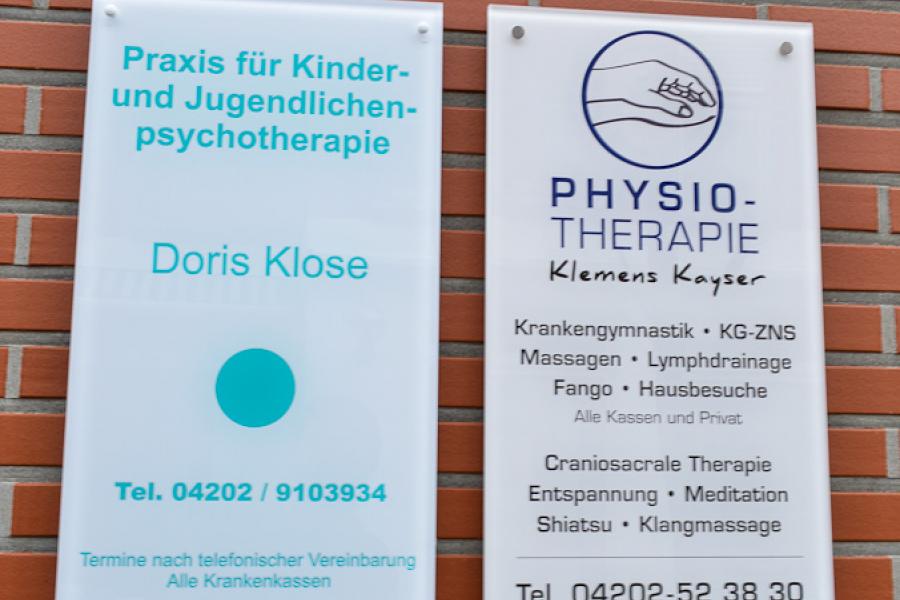 Praxis für Kinder-
und Jugendlichen-
psychotherapie
Doris Klose
Tel. 04202 / 9103934
Termine nach telefonischer Vereinbarung
Alle Krankenkassen
PHYSIO-
THERAPIE
Klemens Kayser
Krankengymnastik • KG-ZNS
Massagen • Lymphdrainage
Fango • Hausbesuche
Alle Kassen und Privat
Craniosacrale Therapie
Entspannung • Meditation
Shiatsu • Klangmassage
Tel. 04202-52 38 30